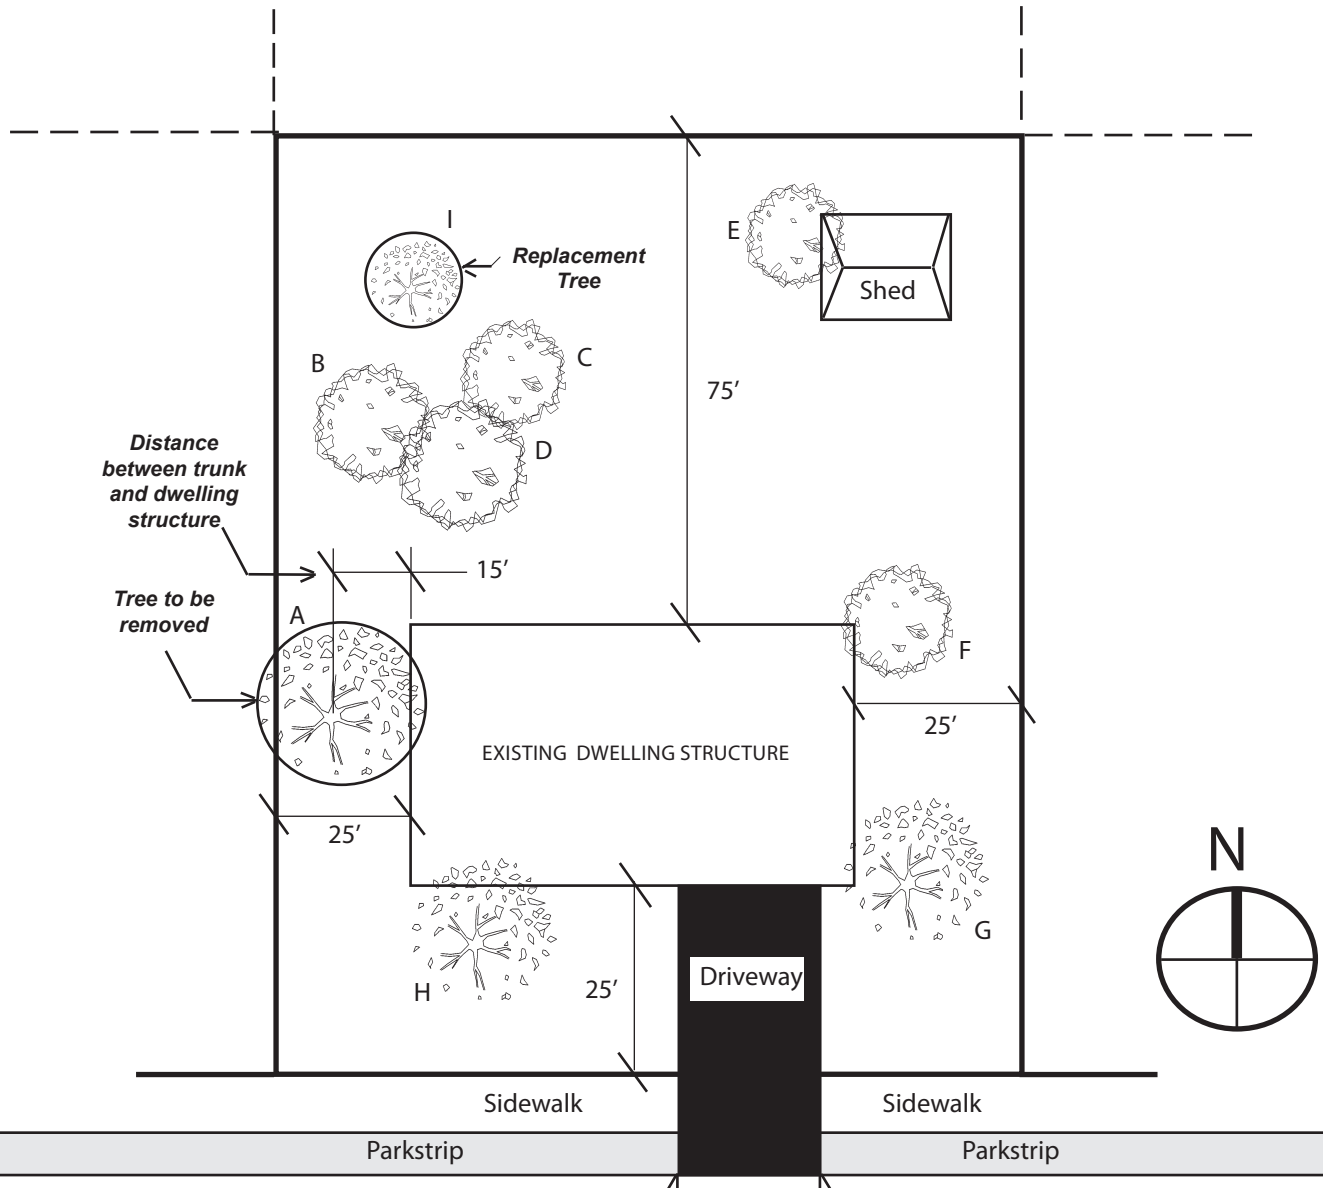 I
Replacement
Tree
E
Shed
B
C
75’
D
Distance
between trunk
and dwelling
structure
15’
Tree to be
removed
A
F
25’
EXISTING DWELLING STRUCTURE
25’
N
G
Driveway
H
25’
Sidewalk
Sidewalk
Parkstrip
Parkstrip